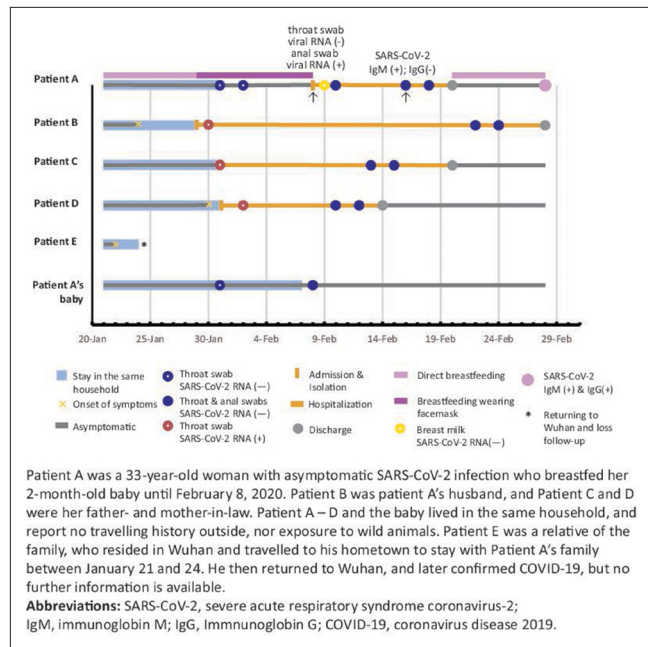 throat swab
viral RNA (-)
anal swab
viral RNA (+)
SARS-CoV-2
IgM (+); IgG(-)
Patient A
Patient B
Patient C
Patient D
Patient E
*
Patient A's
baby
20-Jan 25-Jan 30-Jan 4-Feb 9-Feb 14-Feb 19-Feb 24-Feb 29-Feb
Stay in the same
household
Onset of symptoms
Asymptomatic
Throat swab
SARS-CoV-2 RNA (—)
Throat & anal swabs
SARS-CoV-2 RNA (—)
Throat swab
SARS-CoV-2 RNA (+)
Admission &
Isolation
Hospitalization
Discharge
Direct breastfeeding
Breastfeeding wearing
facemask
Breast milk
SARS-CoV-2 RNA(—)
SARS-CoV-2
IgM (+) & IgG(+)
* Returning to
Wuhan and loss
follow-up
Patient A was a 33-year-old woman with asymptomatic SARS-CoV-2 infection who breastfed her
2-month-old baby until February 8, 2020. Patient B was patient A's husband, and Patient C and D
were her father- and mother-in-law. Patient A – D and the baby lived in the same household, and
report no travelling history outside, nor exposure to wild animals. Patient E was a relative of the
family, who resided in Wuhan and travelled to his hometown to stay with Patient A's family
between January 21 and 24. He then returned to Wuhan, and later confirmed COVID-19, but no
further information is available.
Abbreviations: SARS-CoV-2, severe acute respiratory syndrome coronavirus-2;
IgM, immunoglobin M; IgG, Immnunoglobin G; COVID-19, coronavirus disease 2019.